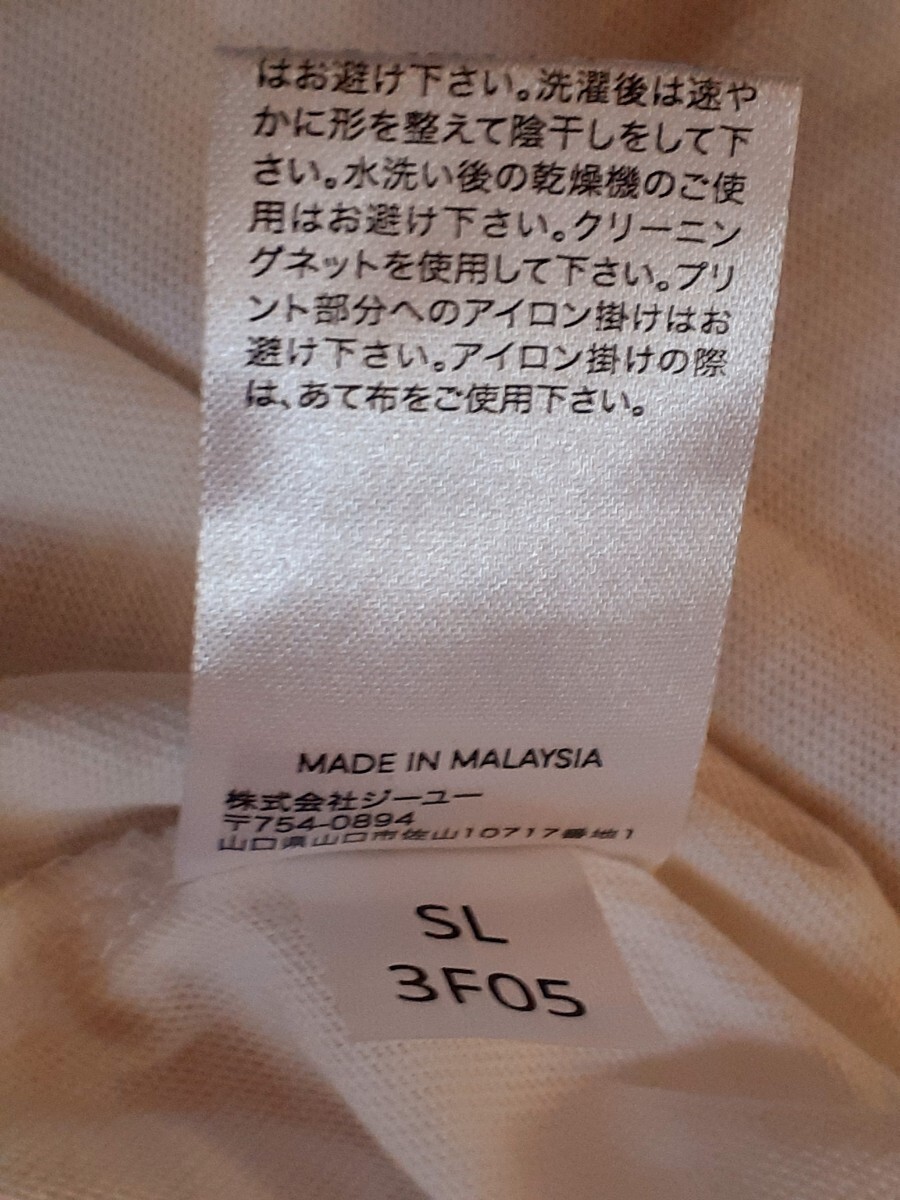 はお避け下さい。洗濯後は速や
かに形を整えて陰干しをして下
さい。水洗い後の乾燥機のご使
用はお避け下さい。クリーニン
グネットを使用して下さい。プリ
ント部分へのアイロン掛けはお
避け下さい。アイロン掛けの際
は、あて布をご使用下さい。
MADE IN MALAYSIA
株式会社ジーユー
〒754-0894
山口県山口市佐山10717番地1
SL
3F05